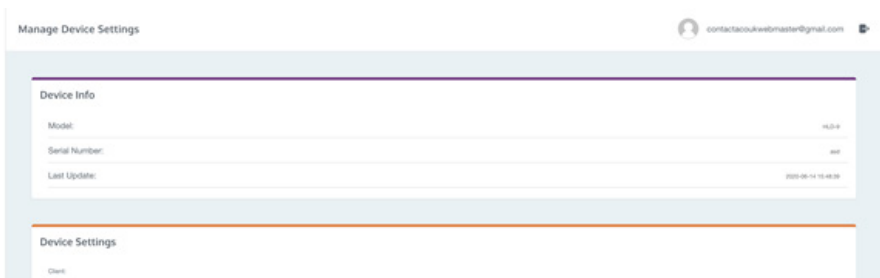 Manage Device Settings
contactacoukwebmaster@gmail.com
Device Info
Model:
Serial Number:
Last Update:
Device Settings
Client: